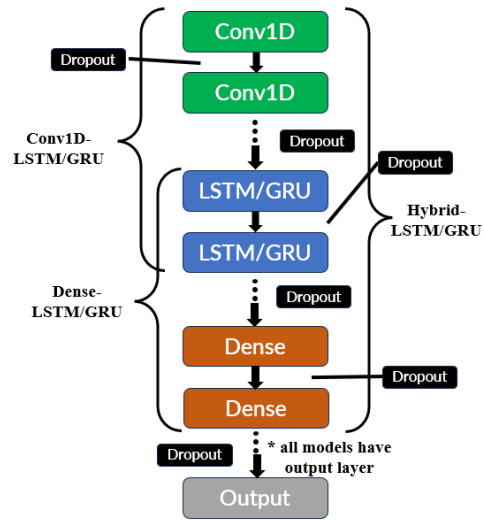 Conv1D
Dropout
Conv1D
Dropout
Conv1D-
LSTM/GRU
Dropout
LSTM/GRU
Hybrid-
LSTM/GRU
LSTM/GRU
Dense-
LSTM/GRU
Dropout
Dense
Dropout
Dense
* all models have
output layer
Dropout
Output